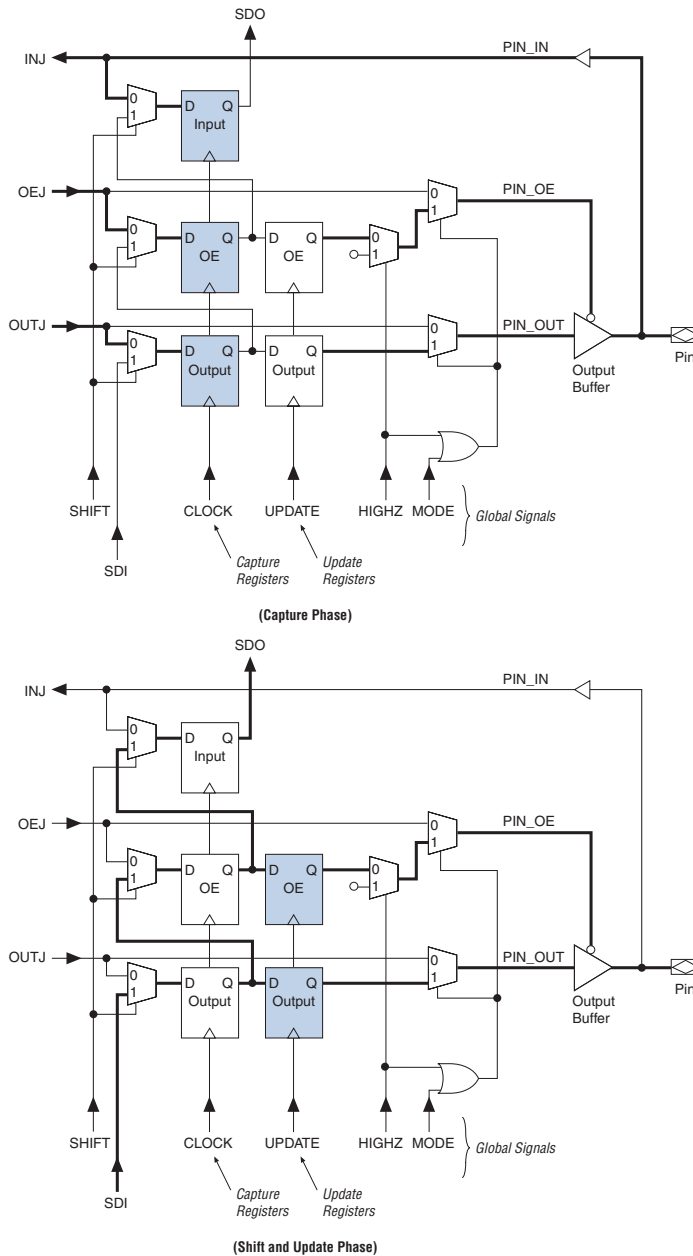 SDO
INJ
PIN_IN
0
1
D Q
Input
OEJ
0
1
PIN_OE
0
1
D Q
OE
D Q
OE
0
1
OUTJ
0
1
PIN_OUT
0
1
D Q
Output
D Q
Output
Pin
Output
Buffer
SHIFT
CLOCK
UPDATE
HIGHZ
MODE
Global Signals
SDI
Capture
Registers
Update
Registers
(Capture Phase)
SDO
INJ
PIN_IN
0
1
D Q
Input
OEJ
0
1
PIN_OE
0
1
D Q
OE
D Q
OE
0
1
OUTJ
0
1
PIN_OUT
0
1
D Q
Output
D Q
Output
Pin
Output
Buffer
SHIFT
CLOCK
UPDATE
HIGHZ
MODE
Global Signals
SDI
Capture
Registers
Update
Registers
(Shift and Update Phase)